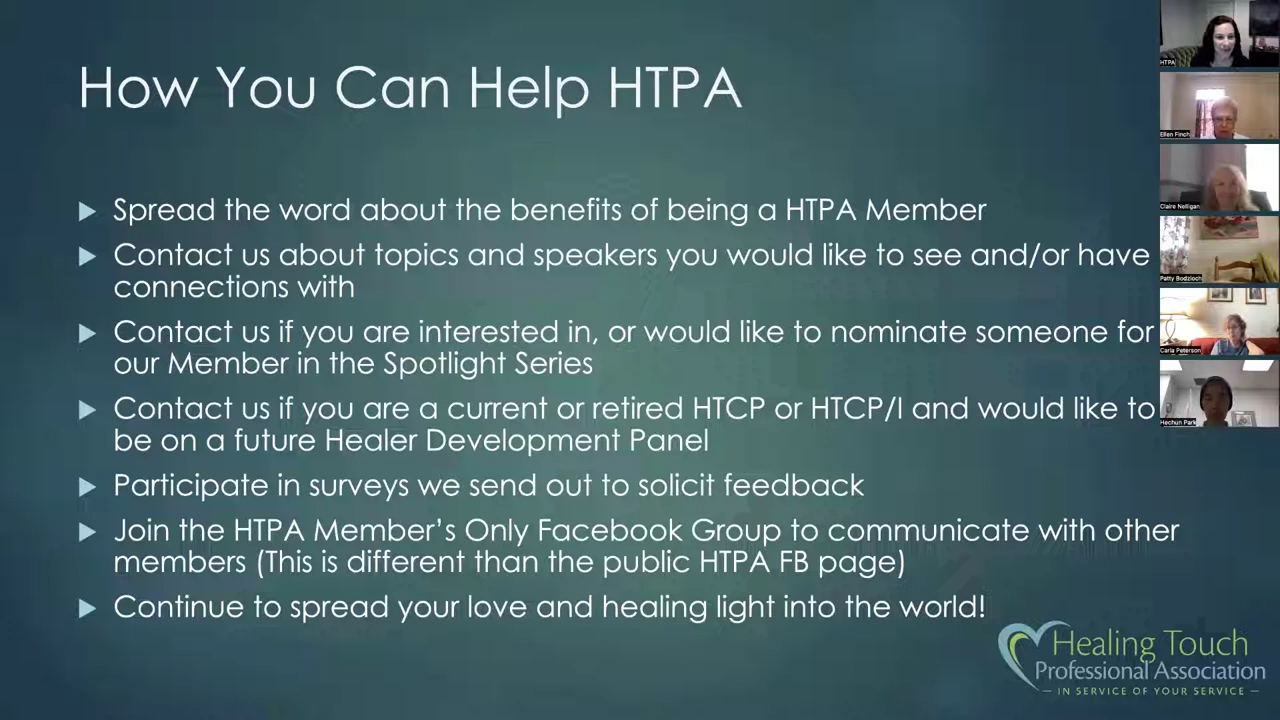 How You Can Help HTPA
Spread the word about the benefits of being a HTPA Member
Contact us about topics and speakers you would like to see and/or have
connections with
Contact us if you are interested in, or would like to nominate someone for
our Member in the Spotlight Series
Contact us if you are a current or retired HTCP or HTCP/I and would like to
be on a future Healer Development Panel
Participate in surveys we send out to solicit feedback
Join the HTPA Member’s Only Facebook Group to communicate with other
members (This is different than the public HTPA FB page)
Continue to spread your love and healing light into the world!
Healing Touch
Professional Association
— IN SERVICE OF YOUR SERVICE —
HTPA
Ellen Finch
Claire Nelligan
Patty Bodzioch
Carla Peterson
Hechun Park